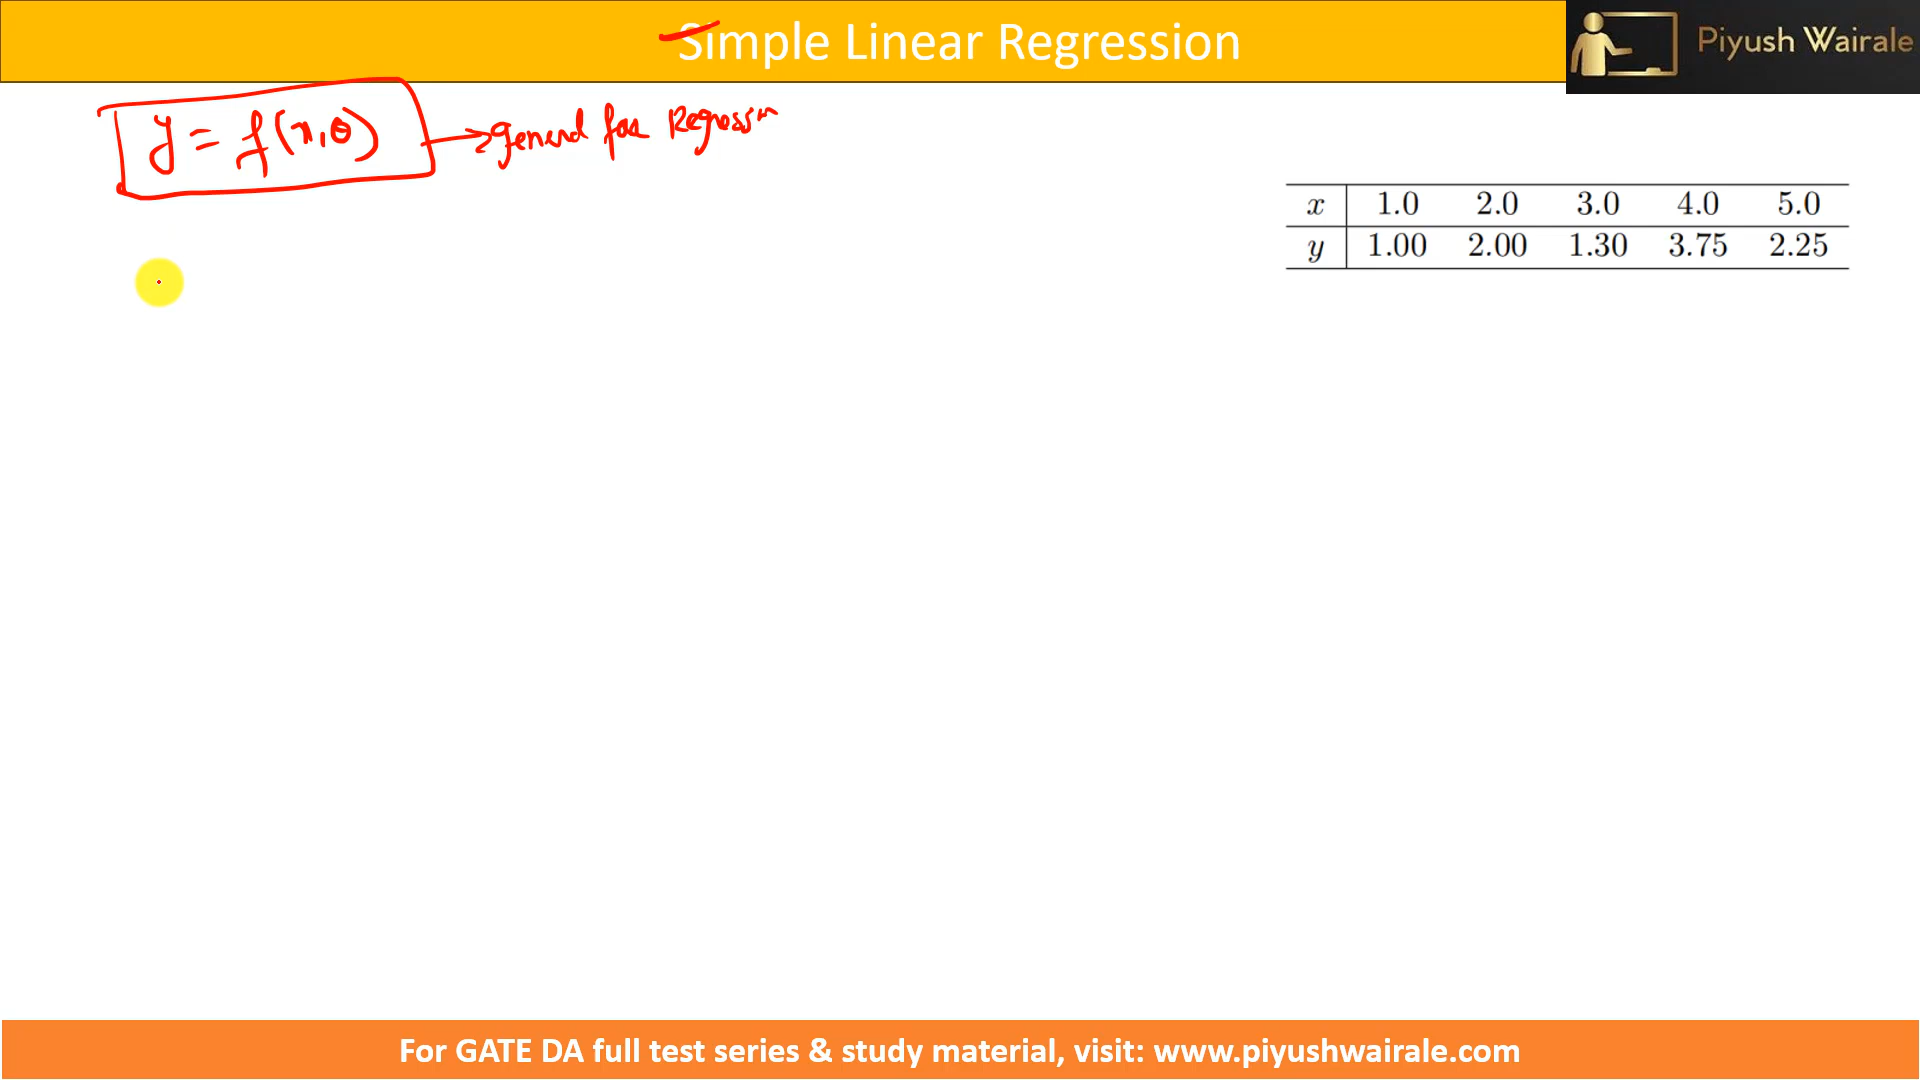 Simple Linear Regression
Piyush Wairale
y = f(x, θ) → general for Regression
x 1.0 2.0 3.0 4.0 5.0
y 1.00 2.00 1.30 3.75 2.25
For GATE DA full test series & study material, visit: www.piyushwairale.com